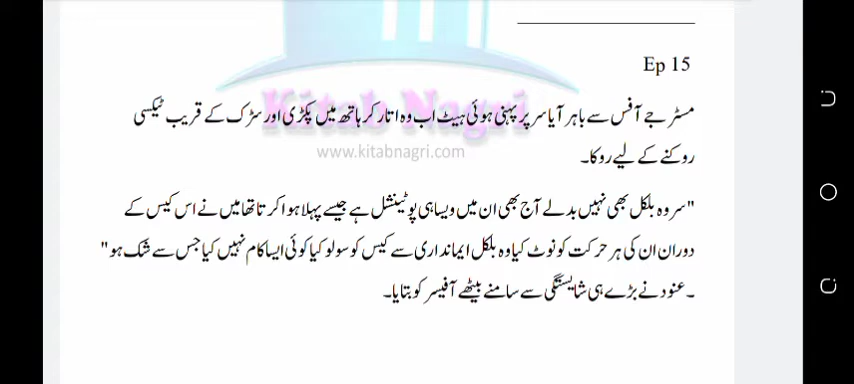 Ep 15
Kitab Nagri
مسٹر جے آفس سے باہر آیا سر پر پہنی ہوئی ہیٹ اب وہ اتار کر ہاتھ میں پکڑی اور سڑک کے قریب ٹیکسی
www.kitabnagri.com
روکنے کے لیے روکا۔
"سر وہ بلکل بھی نہیں بدلے آج بھی ان میں ویسا ہی پوٹینشل ہے جیسے پہلا ہوا کرتا تھا میں نے اس کیس کے
دوران ان کی ہر حرکت کو نوٹ کیا وہ بلکل ایمانداری سے کیس کو سولو کیا کوئی ایسا کام نہیں کیا جس سے شک ہو"
۔ عنود نے بڑے ہی شایستگی سے سامنے بیٹھے آفیسر کو بتایا۔